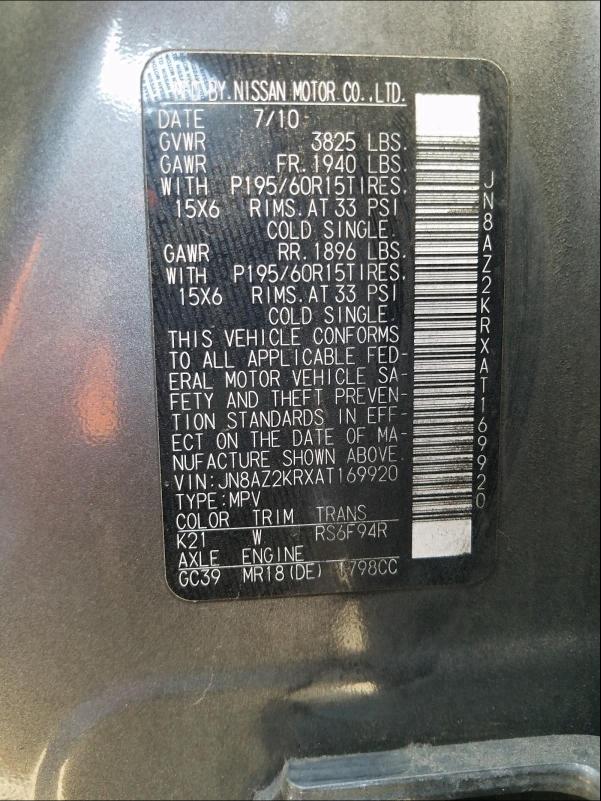 MFD. BY. NISSAN MOTOR. CO., LTD.
DATE 7/10
GVWR 3825 LBS.
GAWR FR. 1940 LBS.
WITH P195/60R15TIRES.
15X6 RIMS. AT 33 PSI
COLD SINGLE.
GAWR RR. 1896 LBS.
WITH P195/60R15TIRES.
15X6 RIMS. AT 33 PSI
COLD SINGLE.
THIS VEHICLE CONFORMS
TO ALL APPLICABLE FED-
ERAL MOTOR VEHICLE SA-
FETY AND THEFT PREVEN-
TION STANDARDS IN EFF-
ECT ON THE DATE OF MA-
NUFACTURE SHOWN ABOVE.
VIN:JN8AZ2KRXAT169920
TYPE:MPV
COLOR TRIM TRANS
K21 W RS6F94R
AXLE ENGINE
GC39 MR18(DE) 1798CC
JN8AZ2KRXAT169920